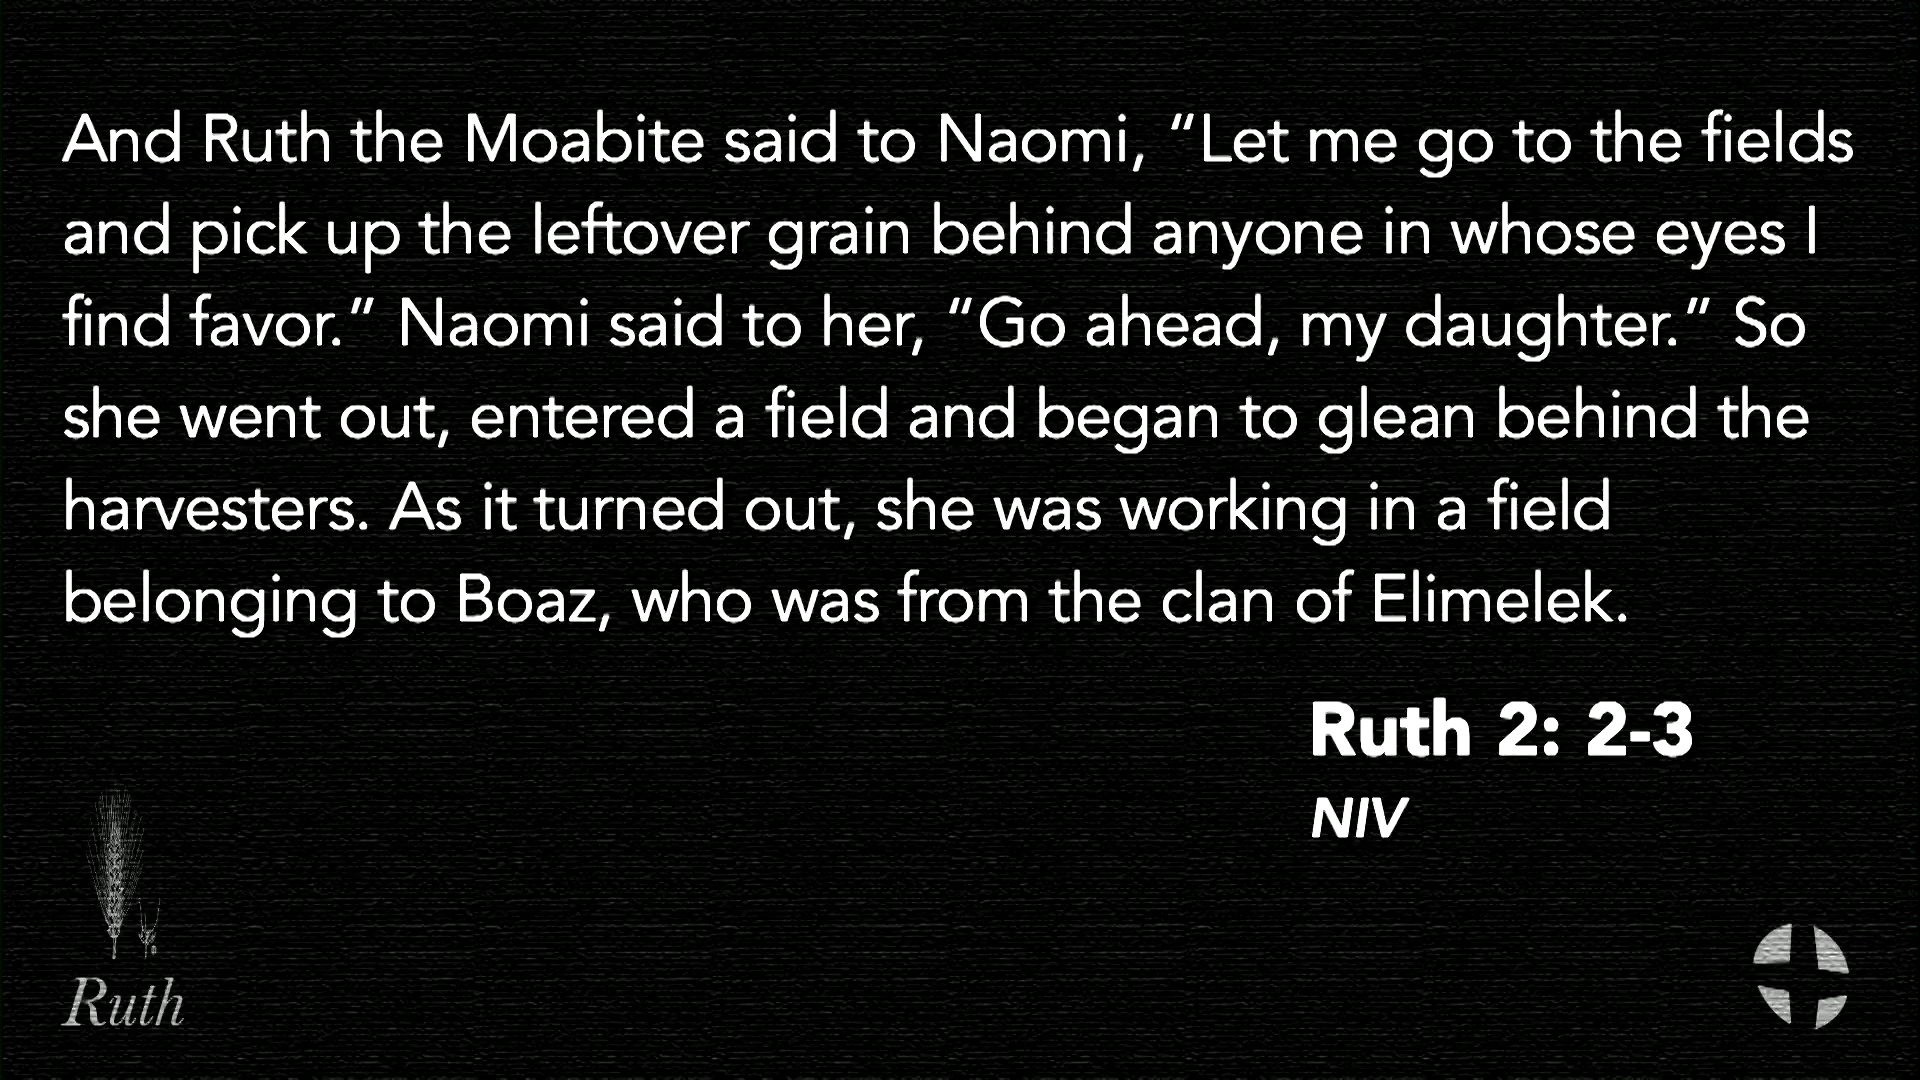 And Ruth the Moabite said to Naomi, “Let me go to the fields
and pick up the leftover grain behind anyone in whose eyes I
find favor.” Naomi said to her, “Go ahead, my daughter.” So
she went out, entered a field and began to glean behind the
harvesters. As it turned out, she was working in a field
belonging to Boaz, who was from the clan of Elimelek.
Ruth 2: 2-3
NIV
Ruth